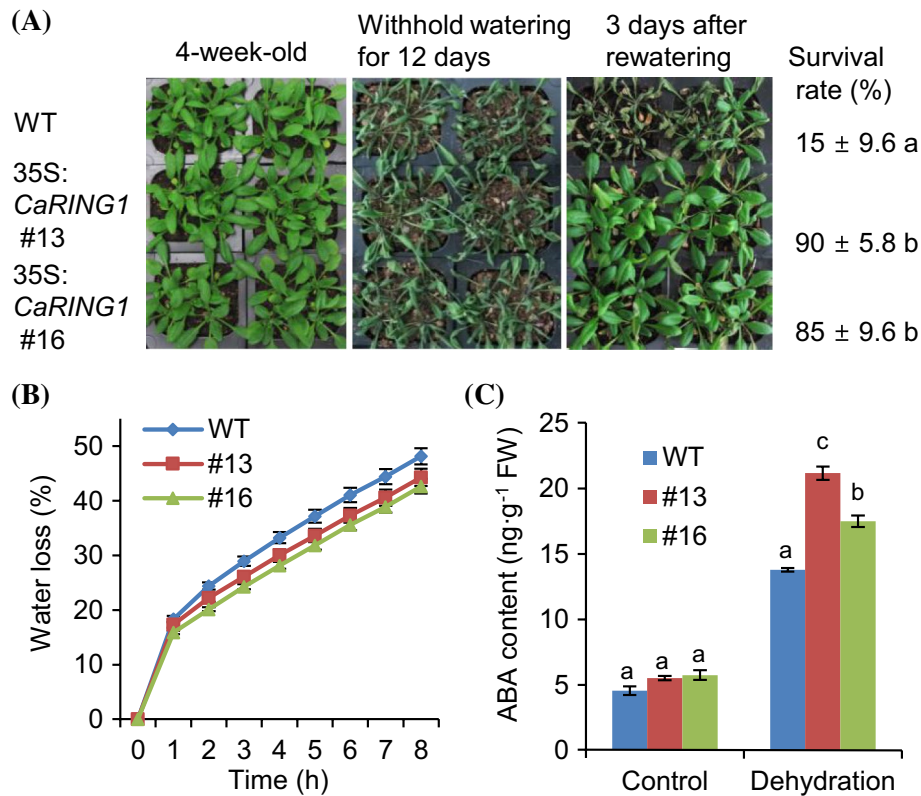 (A)
4-week-old
Withhold watering
for 12 days
3 days after
rewatering
Survival
rate (%)
WT
15 ± 9.6 a
35S:
CaRING1
#13
90 ± 5.8 b
35S:
CaRING1
#16
85 ± 9.6 b
(B)
WT
#13
#16
Water loss (%)
50
40
30
20
10
0
0 1 2 3 4 5 6 7 8
Time (h)
(C)
ABA content (ng·g⁻¹ FW)
25
20
15
10
5
0
WT
#13
#16
a a a
a c b
Control Dehydration